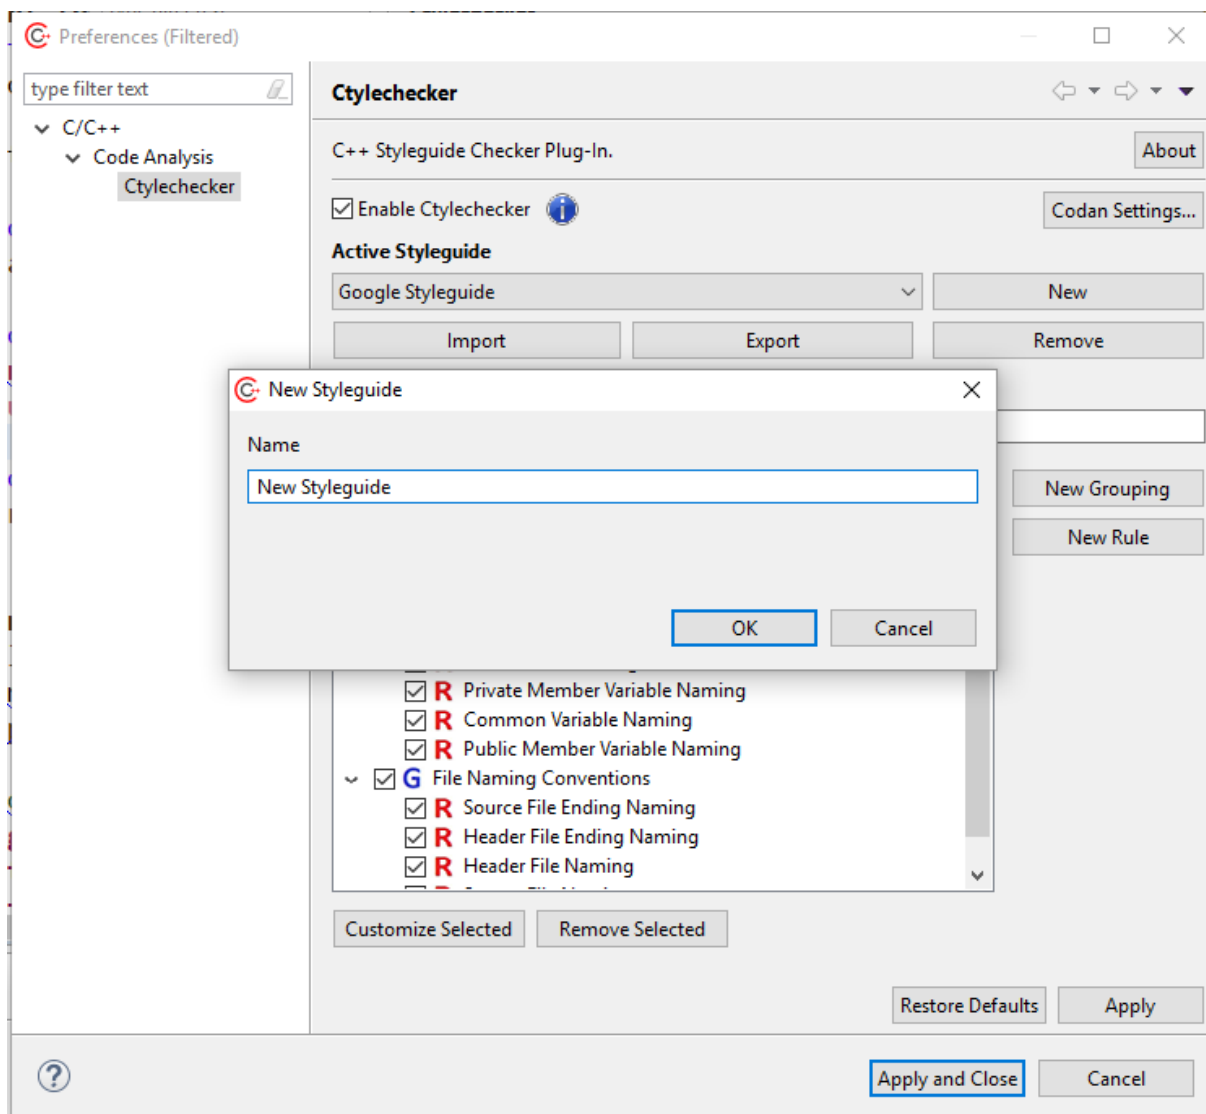 Preferences (Filtered)
type filter text
C/C++
Code Analysis
Ctylechecker
Ctylechecker
C++ Styleguide Checker Plug-In.
About
Enable Ctylechecker
Codan Settings...
Active Styleguide
Google Styleguide
New
Import
Export
Remove
New Styleguide
Name
New Styleguide
OK
Cancel
New Grouping
New Rule
R Private Member Variable Naming
R Common Variable Naming
R Public Member Variable Naming
G File Naming Conventions
R Source File Ending Naming
R Header File Ending Naming
R Header File Naming
Customize Selected
Remove Selected
Restore Defaults
Apply
Apply and Close
Cancel